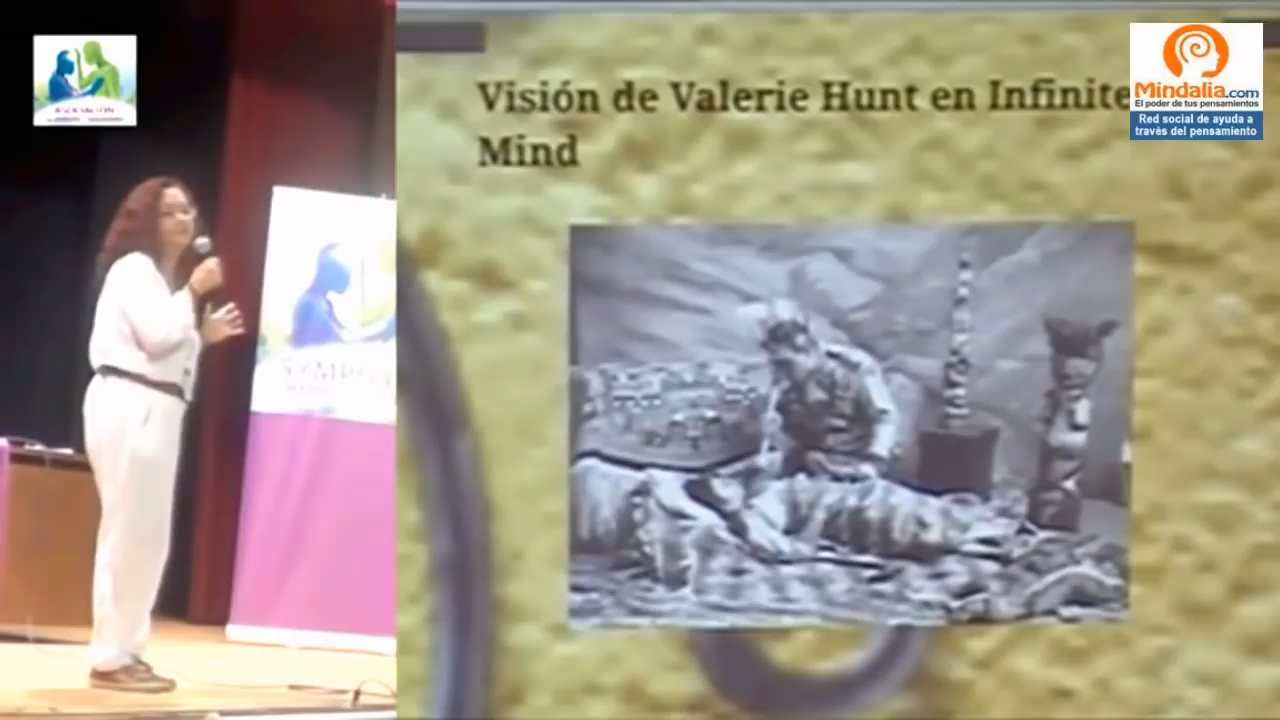 Visión de Valerie Hunt en Infinite
Mind
Mindalia.com
El poder de tus pensamientos
Red social de ayuda a
través del pensamiento